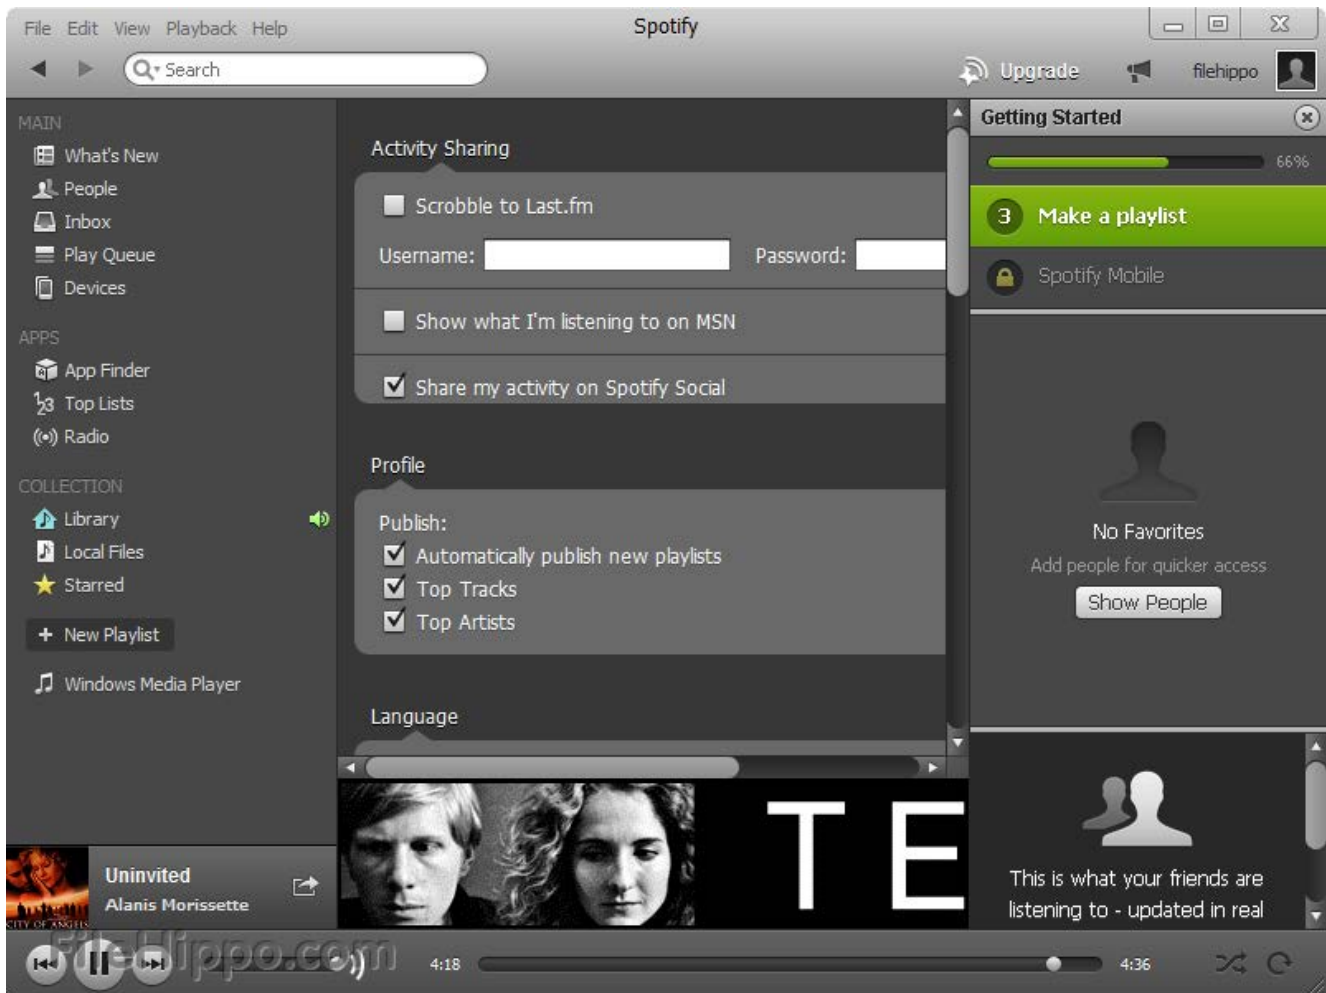 File Edit View Playback Help
Spotify
Search
Upgrade
filehippo
MAIN
What's New
People
Inbox
Play Queue
Devices
APPS
App Finder
Top Lists
Radio
COLLECTION
Library
Local Files
Starred
+ New Playlist
Windows Media Player
Uninvited
Alanis Morissette
CITY OF ANGELS
Activity Sharing
Scrobble to Last.fm
Username: Password:
Show what I'm listening to on MSN
Share my activity on Spotify Social
Profile
Publish:
Automatically publish new playlists
Top Tracks
Top Artists
Language
T E
Getting Started
66%
3 Make a playlist
Spotify Mobile
No Favorites
Add people for quicker access
Show People
This is what your friends are
listening to - updated in real
FileHippo.com
4:18 4:36